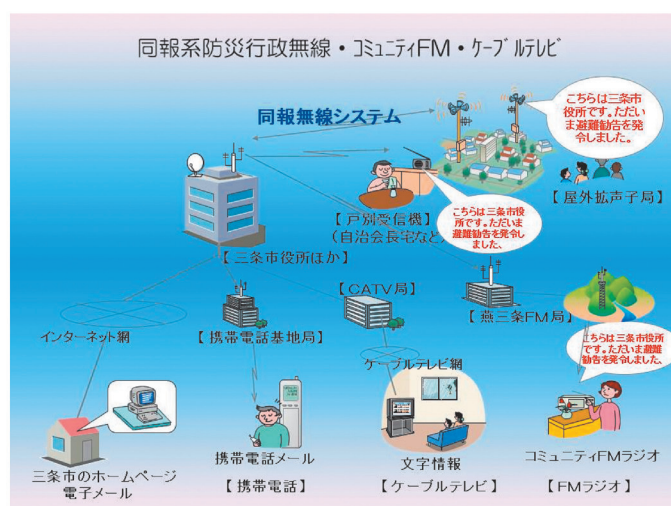 同報系防災行政無線・コミュニティFM・ケーブルテレビ
同報無線システム
こちらは三条市
役所です。ただい
ま避難勧告を発
令しました。
【屋外拡声子局】
【戸別受信機】
（自治会長宅など
こちらは三条市役
所です。ただいま
避難勧告を発令し
ました、
【三条市役所ほか】
インターネット網
【携帯電話基地局】
【CATV局】
【燕三条FM局】
ケーブルテレビ網
こちらは三条市役所
です。ただいま避難
勧告を発令しました、
三条市のホームページ
電子メール
携帯電話メール
【携帯電話】
文字情報
【ケーブルテレビ】
コミュニティFMラジオ
【FMラジオ】